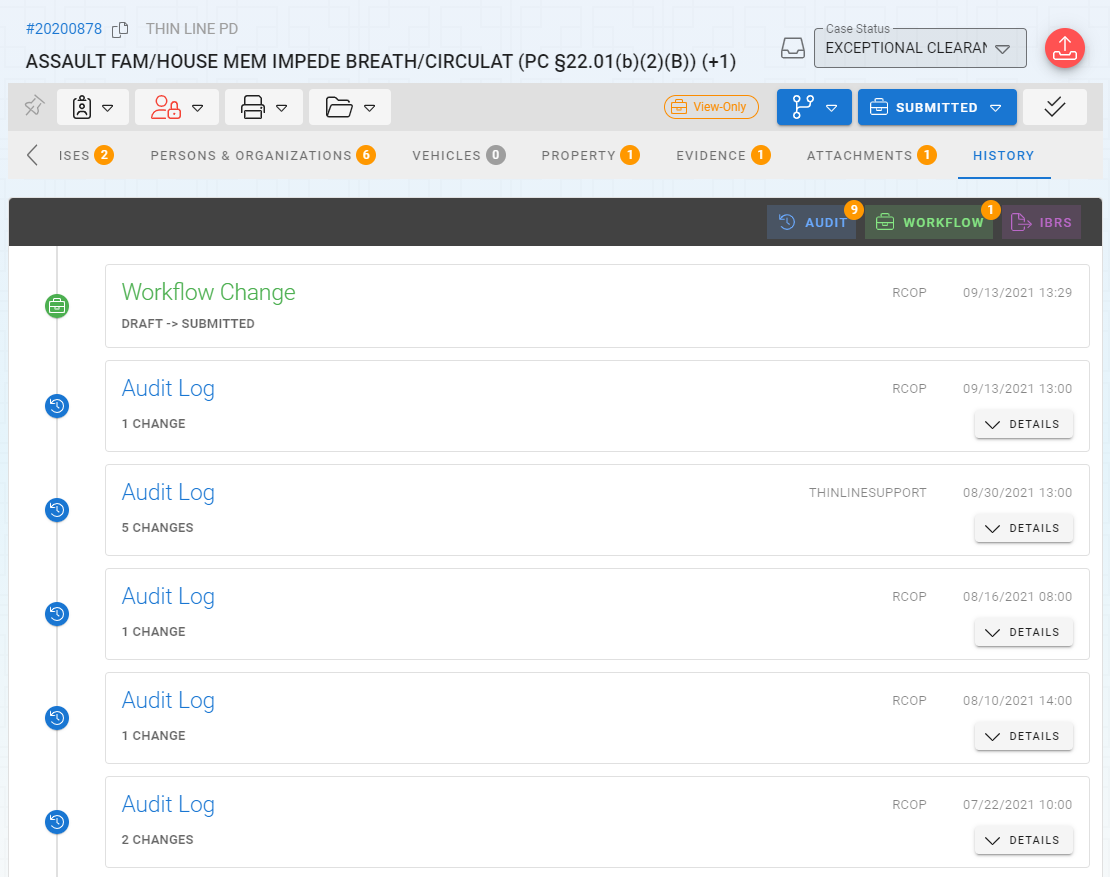 #20200878 THIN LINE PD
ASSAULT FAM/HOUSE MEM IMPEDE BREATH/CIRCULAT (PC §22.01(b)(2)(B)) (+1)
Case Status
EXCEPTIONAL CLEARAN
View-Only
SUBMITTED
ISES 2 PERSONS & ORGANIZATIONS 6 VEHICLES 0 PROPERTY 1 EVIDENCE 1 ATTACHMENTS 1 HISTORY
AUDIT 9 WORKFLOW 1 IBRS
Workflow Change RCOP 09/13/2021 13:29
DRAFT -> SUBMITTED
Audit Log RCOP 09/13/2021 13:00
1 CHANGE DETAILS
Audit Log THINLINESUPPORT 08/30/2021 13:00
5 CHANGES DETAILS
Audit Log RCOP 08/16/2021 08:00
1 CHANGE DETAILS
Audit Log RCOP 08/10/2021 14:00
1 CHANGE DETAILS
Audit Log RCOP 07/22/2021 10:00
2 CHANGES DETAILS